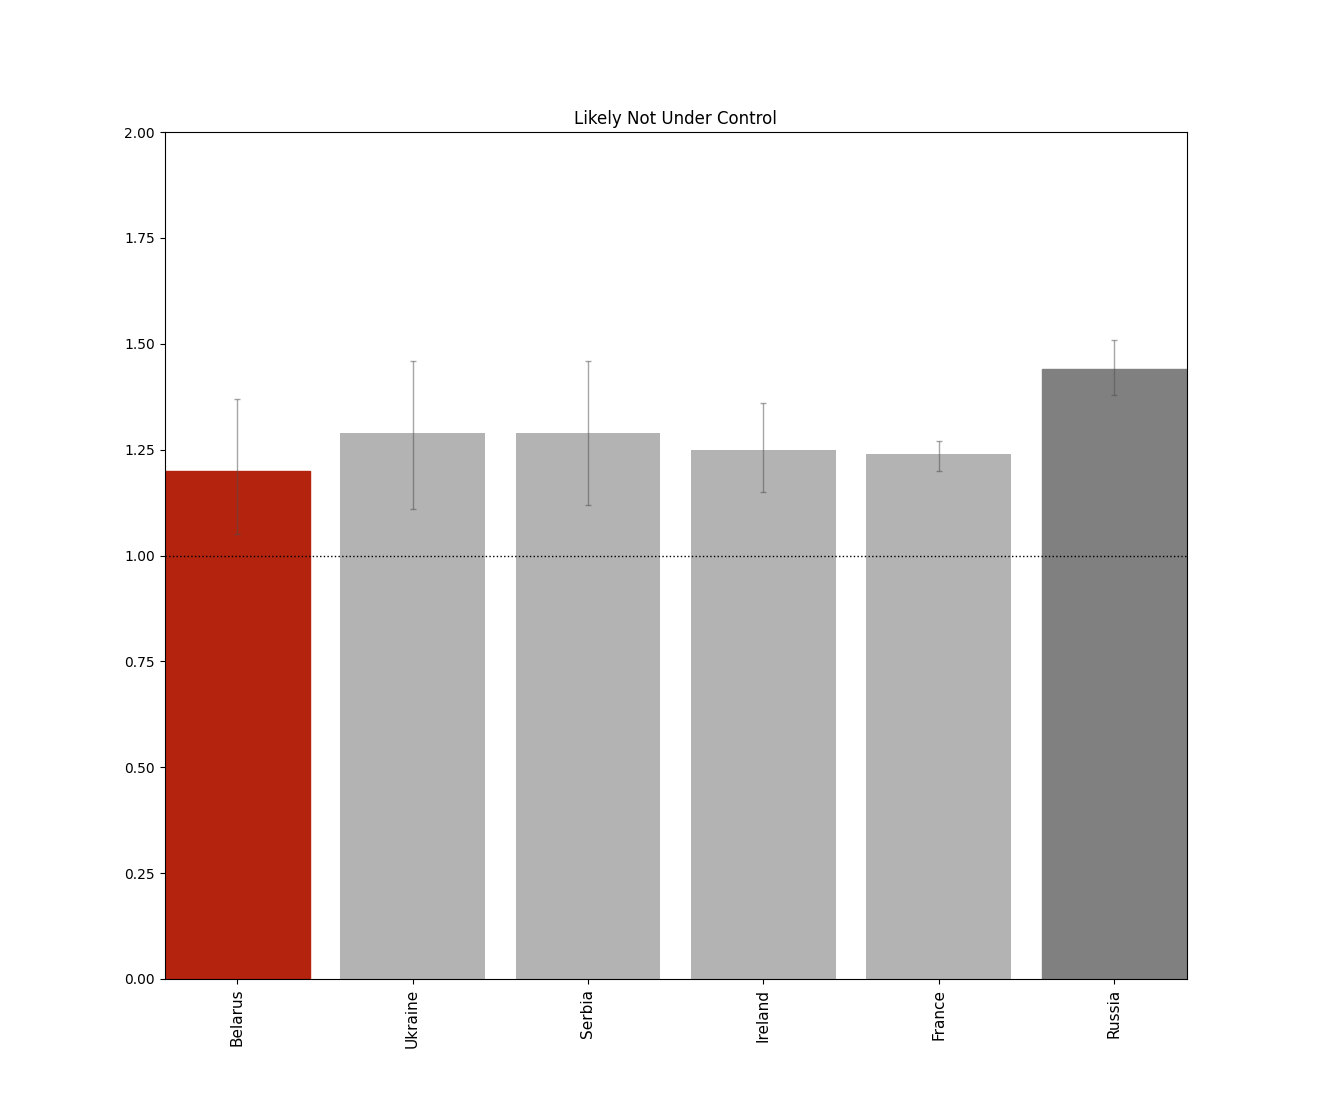 Likely Not Under Control
2.00
1.75
1.50
1.25
1.00
0.75
0.50
0.25
0.00
Belarus
Ukraine
Serbia
Ireland
France
Russia